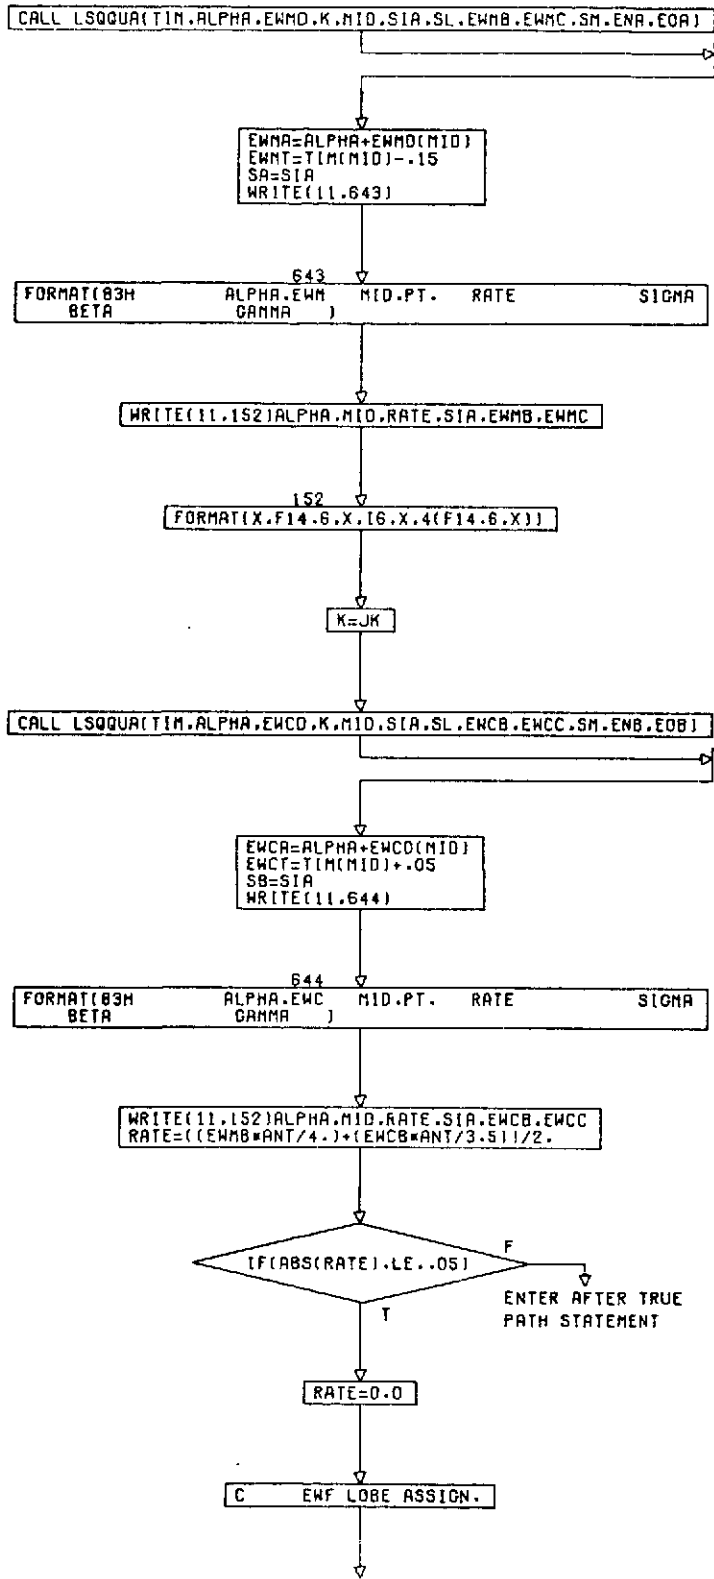 CALL LSQQUA(TIM.ALPHA.EWMD.K.MID.SIA.SL.EWMB.EWMC.SM.ENA.EOA)
EWMA=ALPHA+EWMD(MID)
EWMT=TIM(MID)-.15
SA=SIA
WRITE(11.643)
643
FORMAT(83H ALPHA.EWM MID.PT. RATE SIGMA
BETA GAMMA )
WRITE(11.152)ALPHA.MID.RATE.SIA.EWMB.EWMC
152
FORMAT(X.F14.6.X.I6.X.4(F14.6.X))
K=JK
CALL LSQQUA(TIM.ALPHA.EWCD.K.MID.SIA.SL.EWCB.EWCC.SM.ENB.EOB)
EWCA=ALPHA+EWCD(MID)
EWCT=TIM(MID)+.05
SB=SIA
WRITE(11.644)
644
FORMAT(83H ALPHA.EWC MID.PT. RATE SIGMA
BETA GAMMA )
WRITE(11.152)ALPHA.MID.RATE.SIA.EWCB.EWCC
RATE=((EWMB*ANT/4.)+(EWCB*ANT/3.5))/2.
IF(ABS(RATE).LE..05)
F
ENTER AFTER TRUE
PATH STATEMENT
T
RATE=0.0
C EWF LOBE ASSIGN.